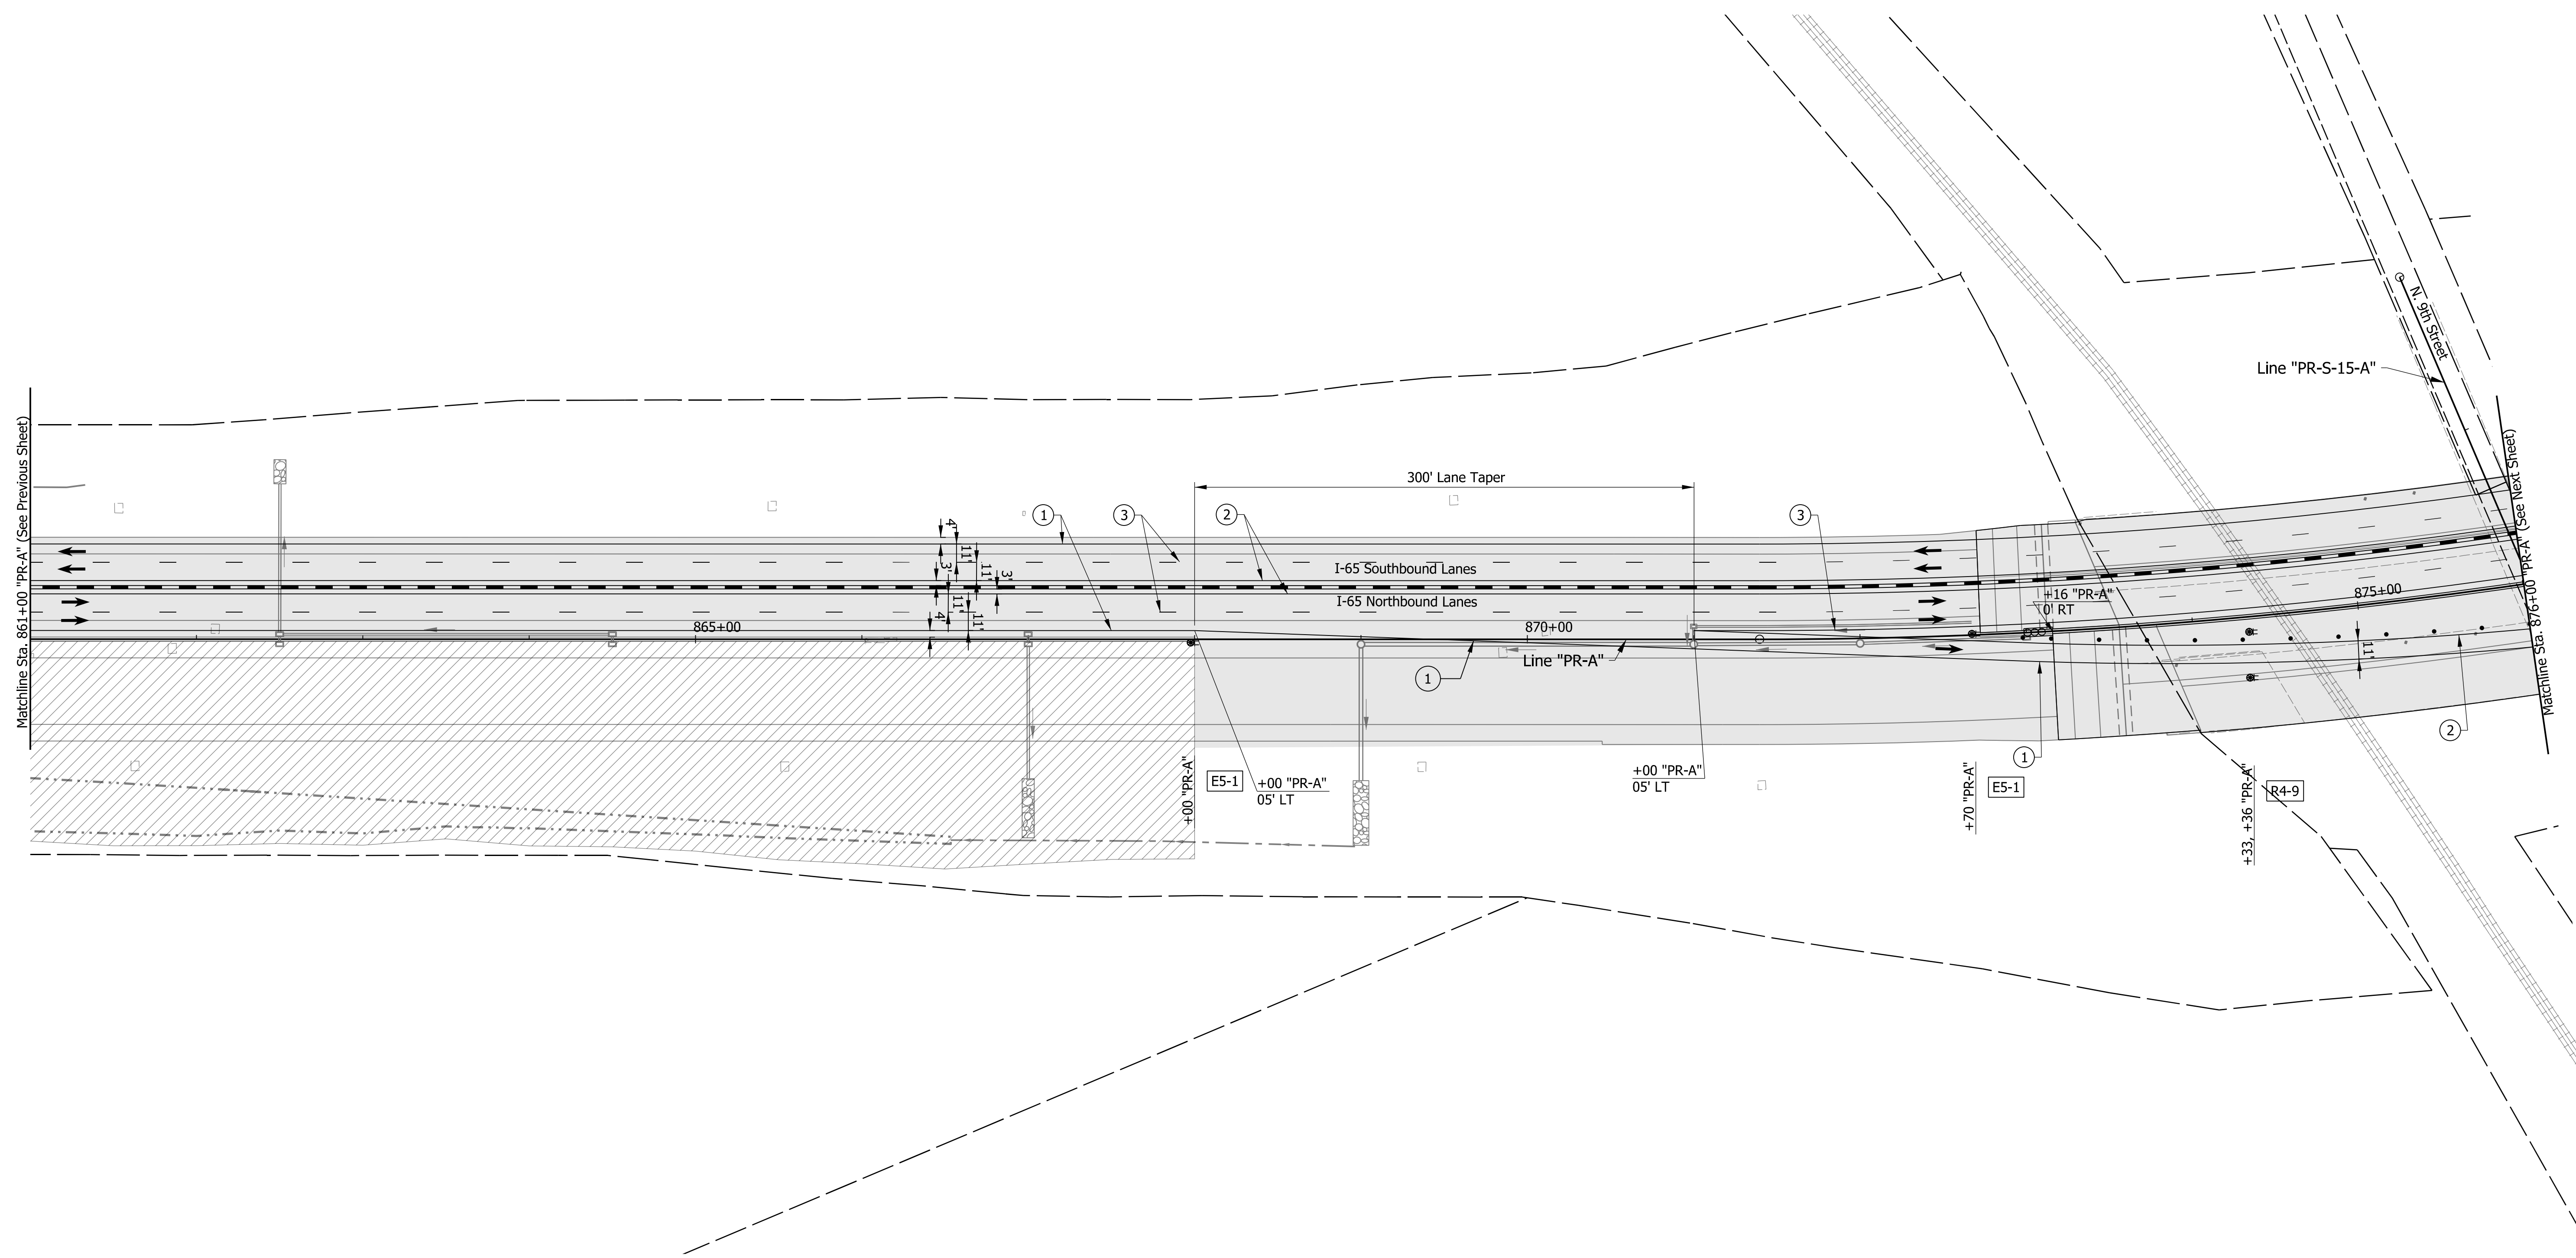 N. 9th Street
Line "PR-S-15-A"
Matchline Sta. 861+00 "PR-A" (See Previous Sheet)
Matchline Sta. 876+00 "PR-A" (See Next Sheet)
300' Lane Taper
1
3
2
3
4'
11'
3'
11'
3'
I-65 Southbound Lanes
I-65 Northbound Lanes
11'
4'
11'
+16 "PR-A"
0' RT
875+00
865+00
870+00
11'
Line "PR-A"
1
2
1
+00 "PR-A"
E5-1
+00 "PR-A"
05' LT
+00 "PR-A"
05' LT
+70 "PR-A"
E5-1
+33, +36 "PR-A"
R4-9